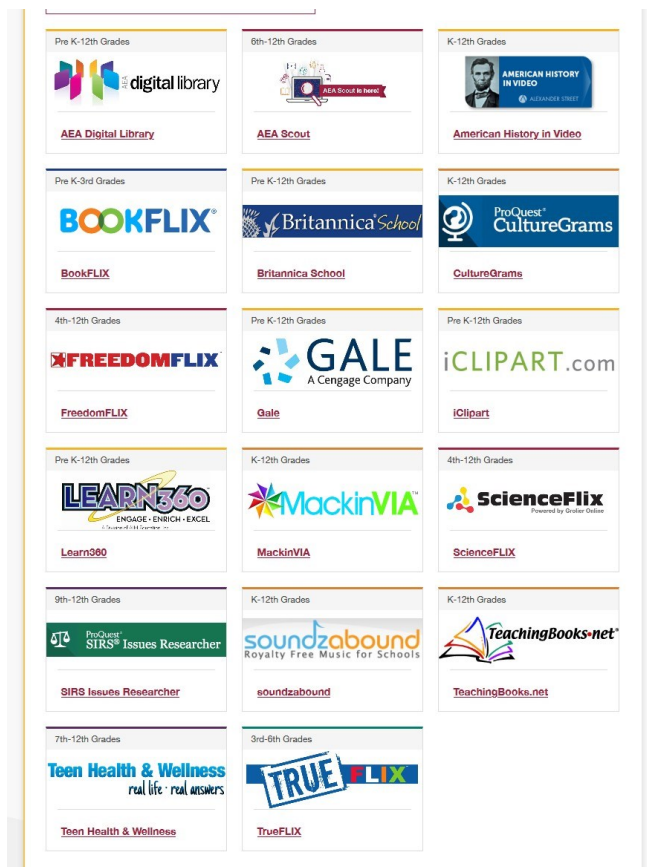 Pre K-12th Grades
AEA digital library
AEA Digital Library
6th-12th Grades
AEA Scout is here!
AEA Scout
K-12th Grades
AMERICAN HISTORY
IN VIDEO
ALEXANDER STREET
American History in Video
Pre K-3rd Grades
BOOKFLIX®
BookFLIX
Pre K-12th Grades
Britannica® School
Britannica School
K-12th Grades
ProQuest®
CultureGrams
CultureGrams
4th-12th Grades
FREEDOMFLIX
FreedomFLIX
Pre K-12th Grades
GALE
A Cengage Company
Gale
Pre K-12th Grades
iCLIPART.com
iClipart
Pre K-12th Grades
LEARN360
ENGAGE • ENRICH • EXCEL
Learn360
K-12th Grades
MackinVIA™
MackinVIA
4th-12th Grades
ScienceFlix
Powered by Grolier Online
ScienceFLIX
9th-12th Grades
ProQuest®
SIRS® Issues Researcher
SIRS Issues Researcher
K-12th Grades
soundzabound
Royalty Free Music for Schools
soundzabound
K-12th Grades
TeachingBooks•net®
TeachingBooks.net
7th-12th Grades
Teen Health & Wellness
real life · real answers
Teen Health & Wellness
3rd-6th Grades
TRUE FLIX
TrueFLIX